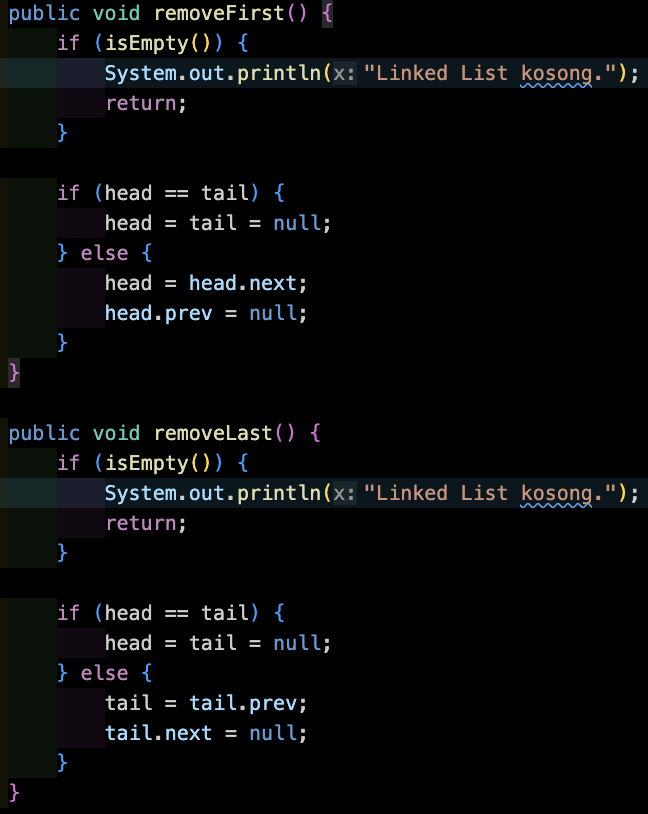 public void removeFirst() {
    if (isEmpty()) {
        System.out.println(x: "Linked List kosong.");
        return;
    }

    if (head == tail) {
        head = tail = null;
    } else {
        head = head.next;
        head.prev = null;
    }
}

public void removeLast() {
    if (isEmpty()) {
        System.out.println(x: "Linked List kosong.");
        return;
    }

    if (head == tail) {
        head = tail = null;
    } else {
        tail = tail.prev;
        tail.next = null;
    }
}